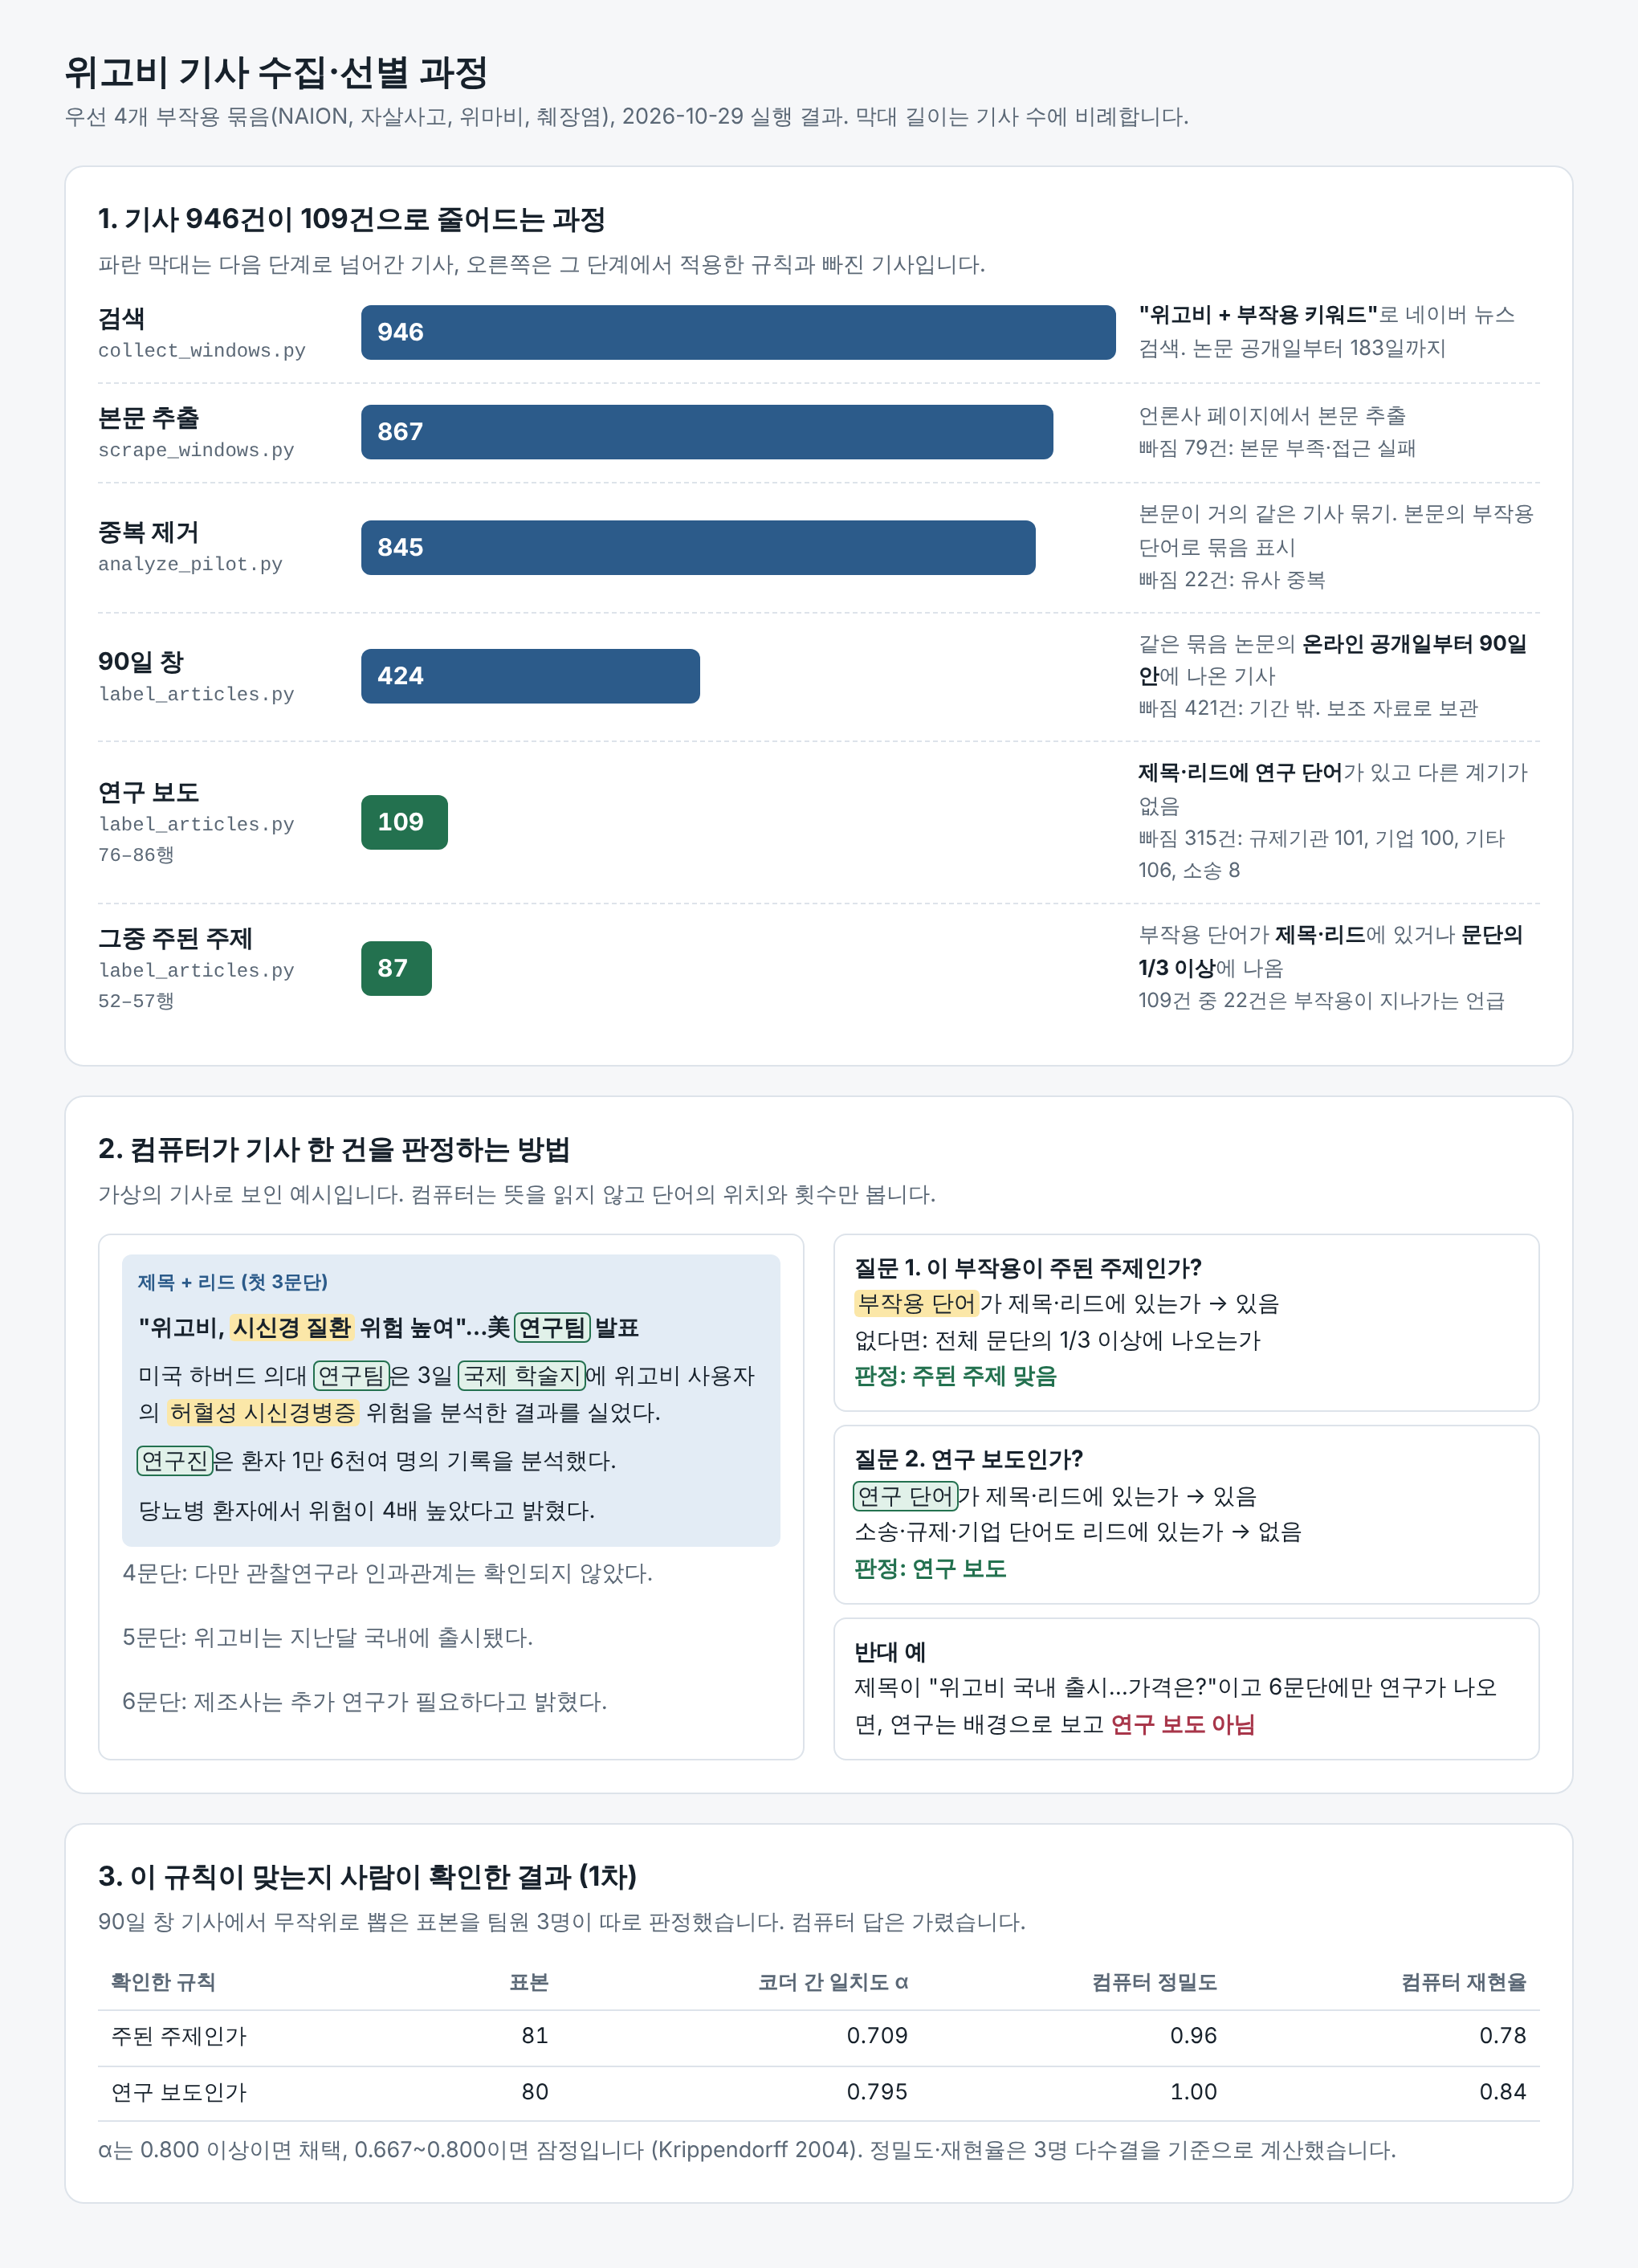 위고비 기사 수집·선별 과정
우선 4개 부작용 묶음(NAION, 자살사고, 위마비, 췌장염), 2026-10-29 실행 결과. 막대 길이는 기사 수에 비례합니다.
1. 기사 946건이 109건으로 줄어드는 과정
파란 막대는 다음 단계로 넘어간 기사, 오른쪽은 그 단계에서 적용한 규칙과 빠진 기사입니다.
검색
collect_windows.py
946
"위고비 + 부작용 키워드"로 네이버 뉴스
검색. 논문 공개일부터 183일까지
본문 추출
scrape_windows.py
867
언론사 페이지에서 본문 추출
빠짐 79건: 본문 부족·접근 실패
중복 제거
analyze_pilot.py
845
본문이 거의 같은 기사 묶기. 본문의 부작용
단어로 묶음 표시
빠짐 22건: 유사 중복
90일 창
label_articles.py
424
같은 묶음 논문의 온라인 공개일부터 90일
안에 나온 기사
빠짐 421건: 기간 밖. 보조 자료로 보관
연구 보도
label_articles.py
76–86행
109
제목·리드에 연구 단어가 있고 다른 계기가
없음
빠짐 315건: 규제기관 101, 기업 100, 기타
106, 소송 8
그중 주된 주제
label_articles.py
52–57행
87
부작용 단어가 제목·리드에 있거나 문단의
1/3 이상에 나옴
109건 중 22건은 부작용이 지나가는 언급
2. 컴퓨터가 기사 한 건을 판정하는 방법
가상의 기사로 보인 예시입니다. 컴퓨터는 뜻을 읽지 않고 단어의 위치와 횟수만 봅니다.
제목 + 리드 (첫 3문단)
"위고비, 시신경 질환 위험 높여"…美 연구팀 발표
미국 하버드 의대 연구팀은 3일 국제 학술지에 위고비 사용자
의 허혈성 시신경병증 위험을 분석한 결과를 실었다.
연구진은 환자 1만 6천여 명의 기록을 분석했다.
당뇨병 환자에서 위험이 4배 높았다고 밝혔다.
4문단: 다만 관찰연구라 인과관계는 확인되지 않았다.
5문단: 위고비는 지난달 국내에 출시됐다.
6문단: 제조사는 추가 연구가 필요하다고 밝혔다.
질문 1. 이 부작용이 주된 주제인가?
부작용 단어가 제목·리드에 있는가 → 있음
없다면: 전체 문단의 1/3 이상에 나오는가
판정: 주된 주제 맞음
질문 2. 연구 보도인가?
연구 단어가 제목·리드에 있는가 → 있음
소송·규제·기업 단어도 리드에 있는가 → 없음
판정: 연구 보도
반대 예
제목이 "위고비 국내 출시…가격은?"이고 6문단에만 연구가 나오
면, 연구는 배경으로 보고 연구 보도 아님
3. 이 규칙이 맞는지 사람이 확인한 결과 (1차)
90일 창 기사에서 무작위로 뽑은 표본을 팀원 3명이 따로 판정했습니다. 컴퓨터 답은 가렸습니다.
확인한 규칙 표본 코더 간 일치도 α 컴퓨터 정밀도 컴퓨터 재현율
주된 주제인가 81 0.709 0.96 0.78
연구 보도인가 80 0.795 1.00 0.84
α는 0.800 이상이면 채택, 0.667~0.800이면 잠정입니다 (Krippendorff 2004). 정밀도·재현율은 3명 다수결을 기준으로 계산했습니다.